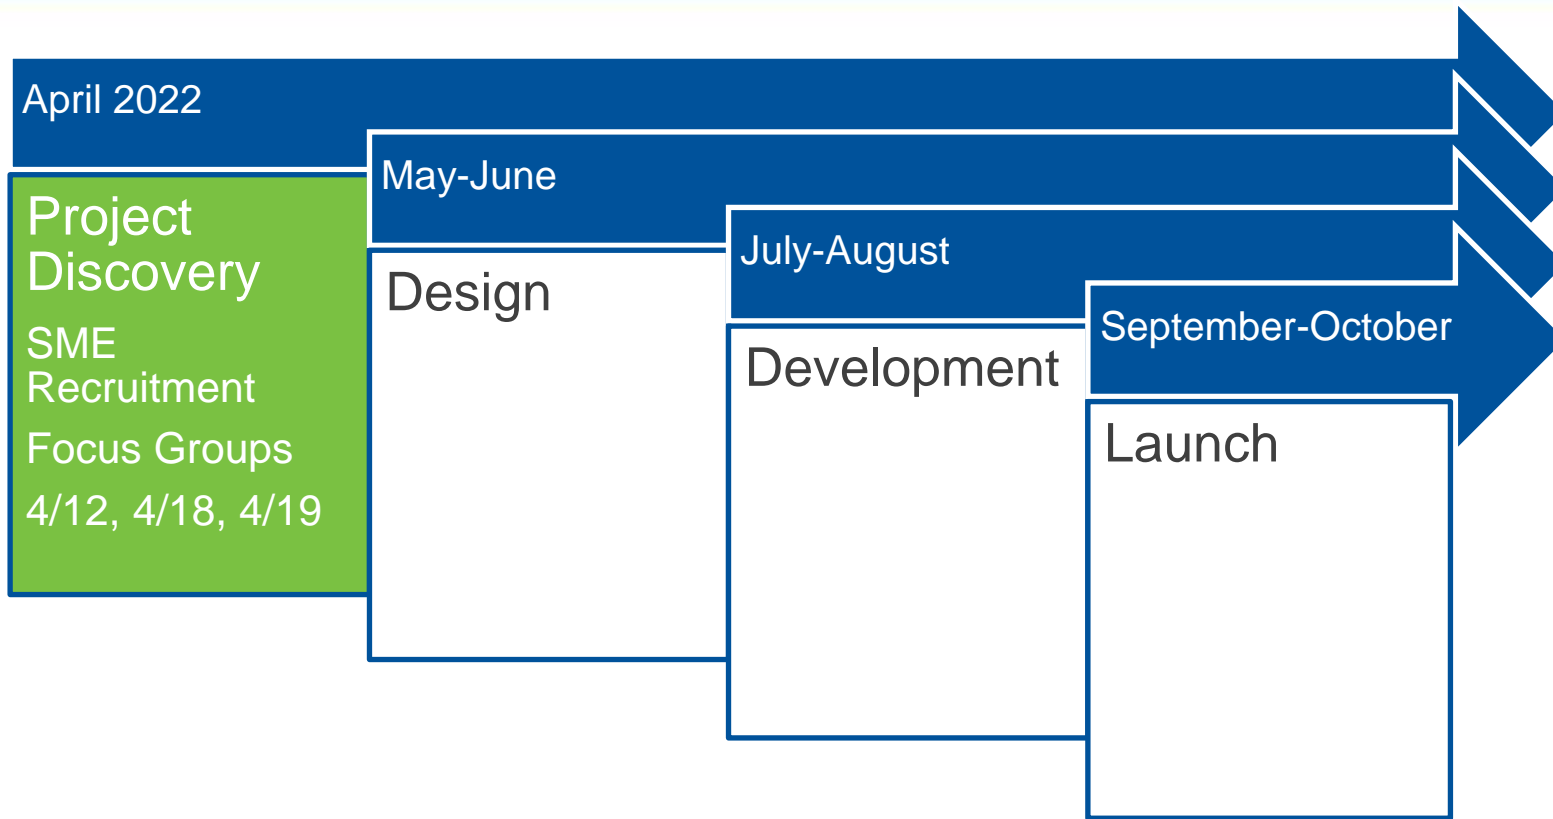 April 2022
Project
Discovery
SME
Recruitment
Focus Groups
4/12, 4/18, 4/19
May-June
Design
July-August
Development
September-October
Launch